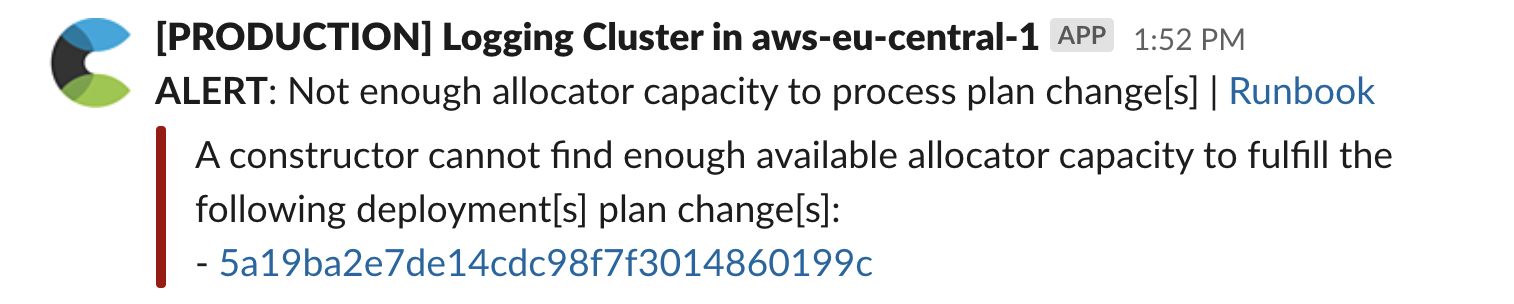 [PRODUCTION] Logging Cluster in aws-eu-central-1 APP 1:52 PM
ALERT: Not enough allocator capacity to process plan change[s] | Runbook
A constructor cannot find enough available allocator capacity to fulfill the
following deployment[s] plan change[s]:
- 5a19ba2e7de14cdc98f7f3014860199c